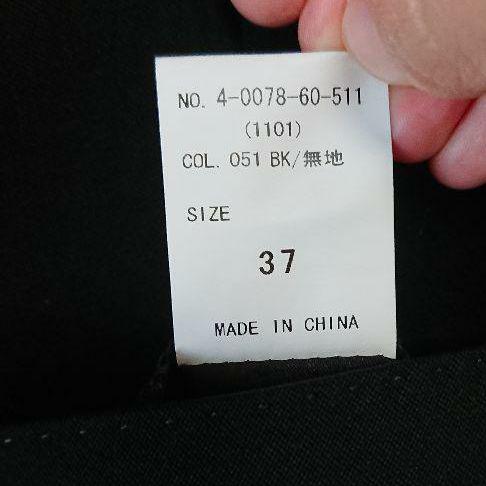 NO. 4-0078-60-511
(1101)
COL. 051 BK/無地
SIZE
37
MADE IN CHINA